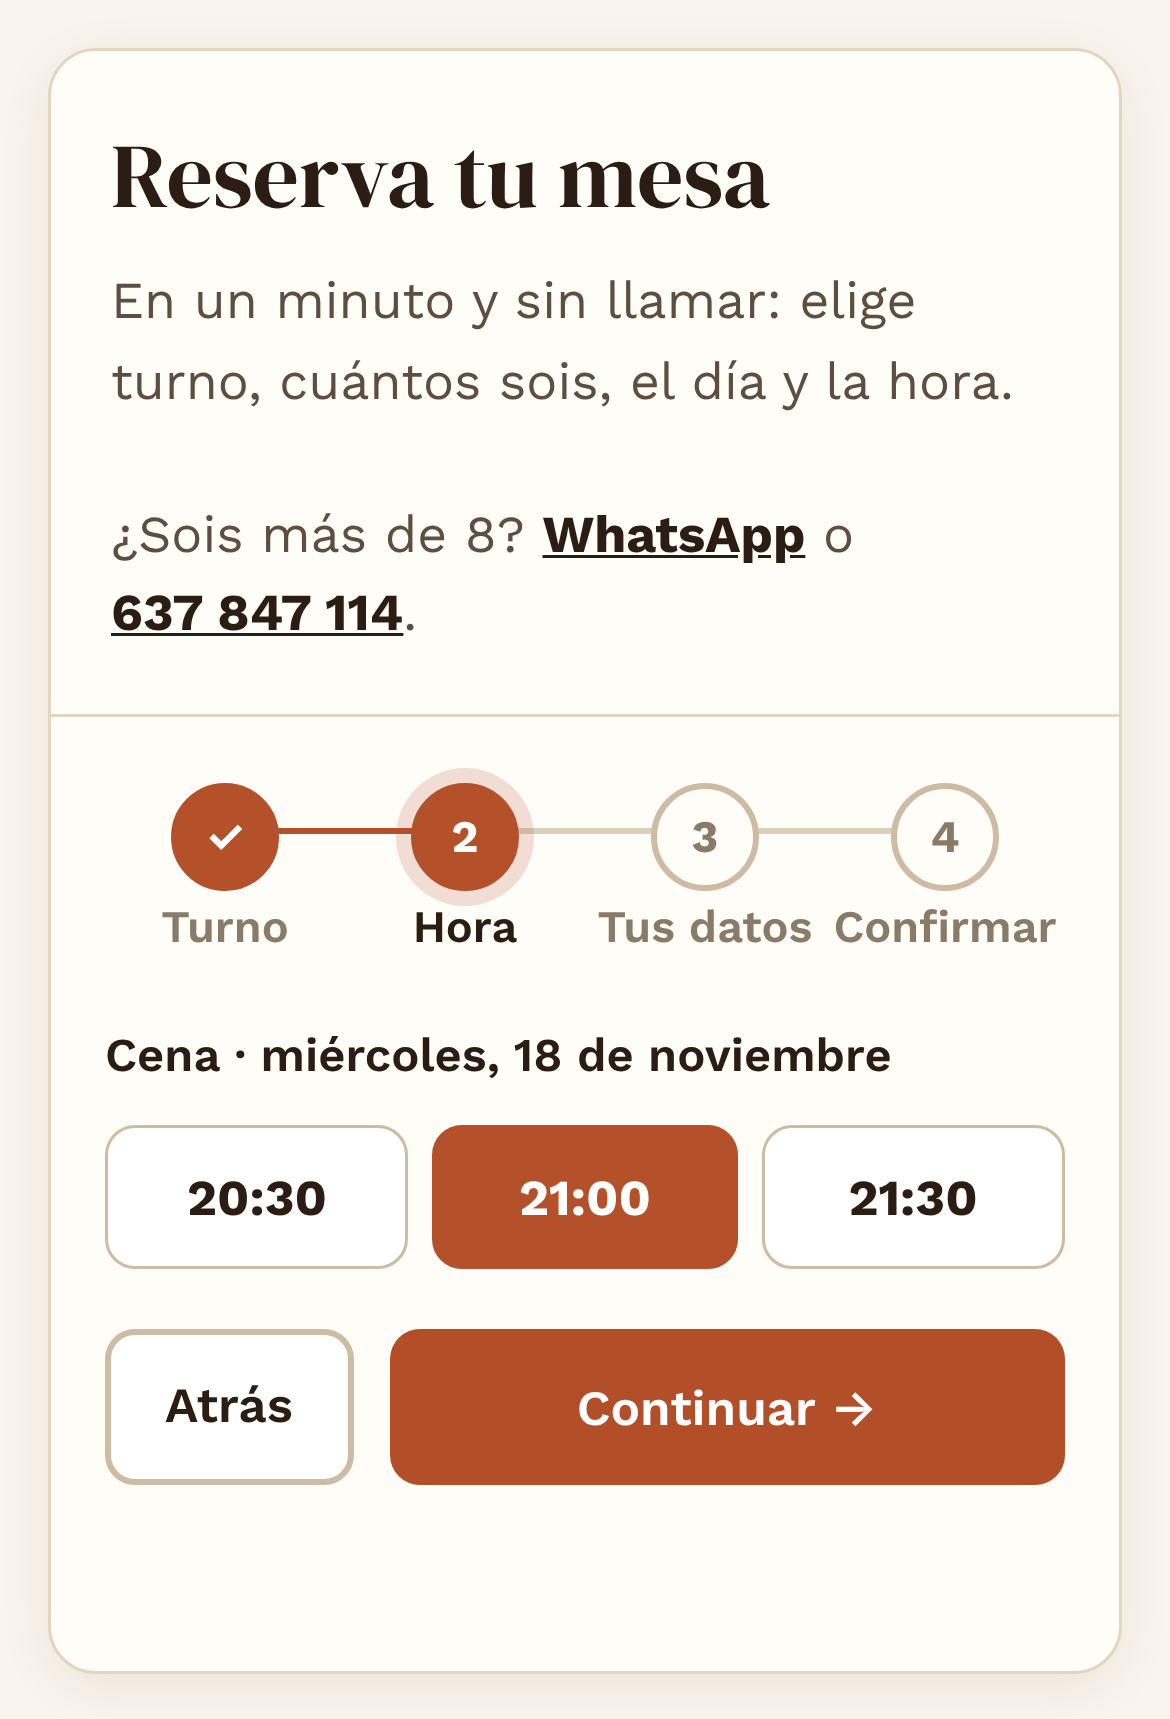 Reserva tu mesa
En un minuto y sin llamar: elige
turno, cuántos sois, el día y la hora.
¿Sois más de 8? WhatsApp o
637 847 114.
2 3 4
Turno Hora Tus datos Confirmar
Cena · miércoles, 18 de noviembre
20:30 21:00 21:30
Atrás Continuar →